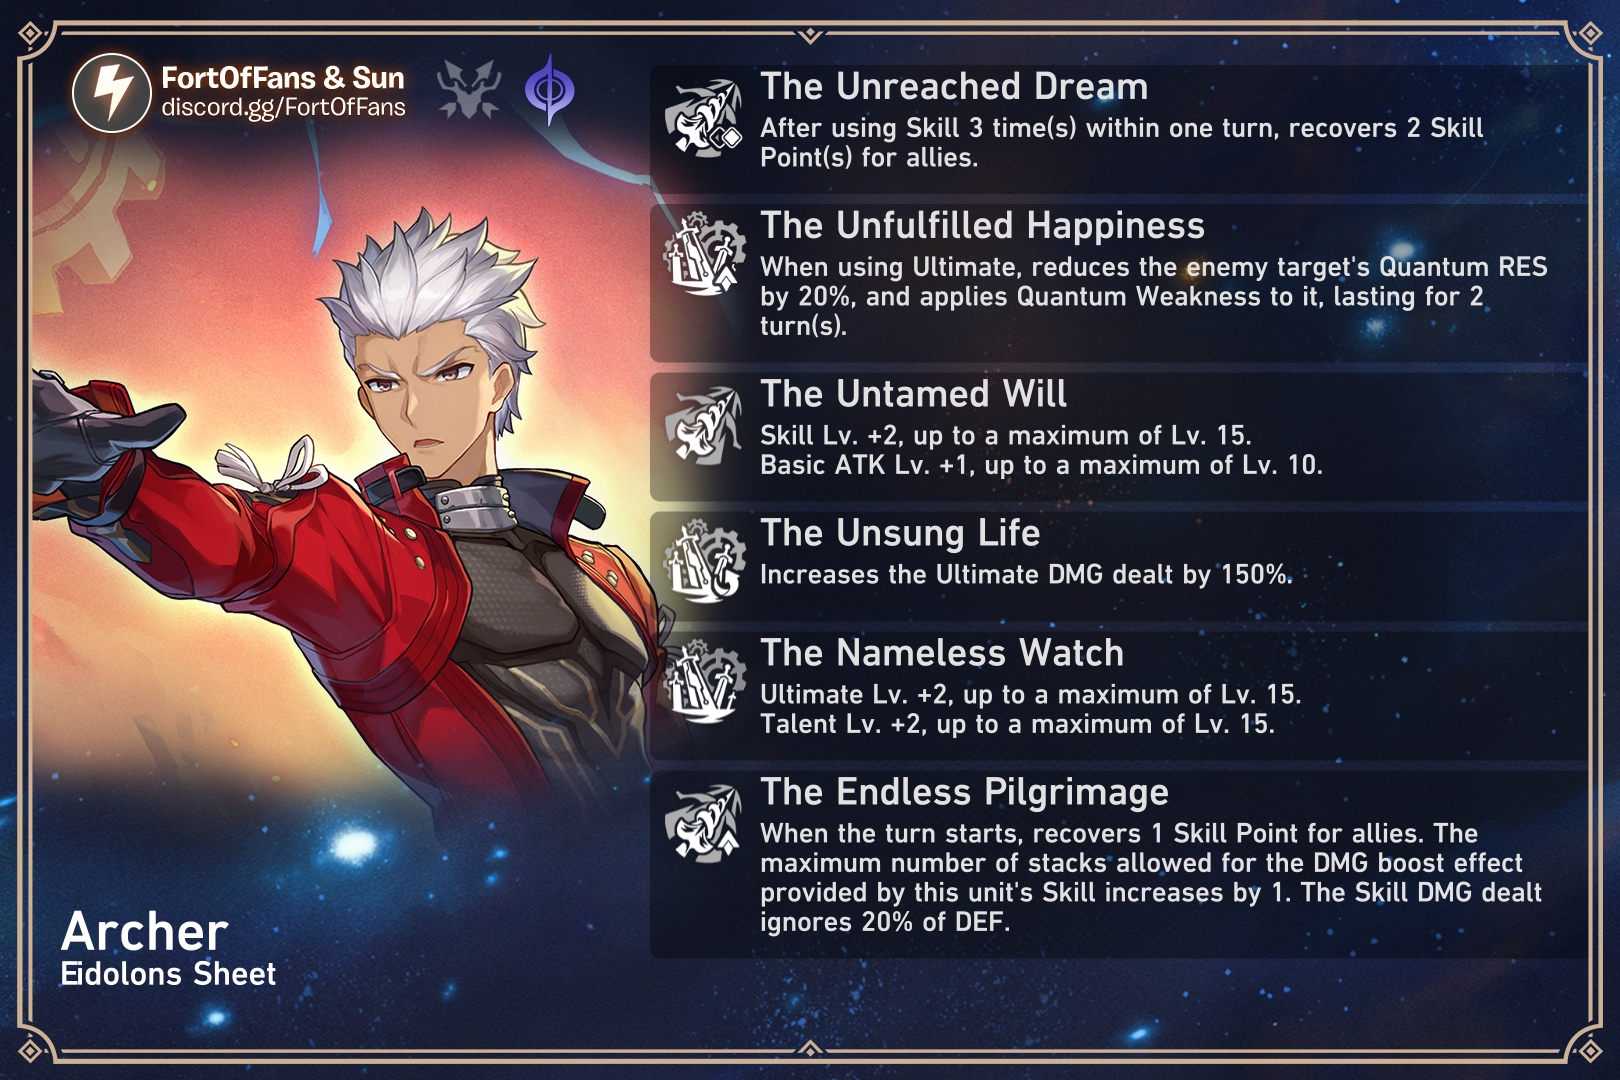 FortOfFans & Sun
discord.gg/FortOfFans
The Unreached Dream
After using Skill 3 time(s) within one turn, recovers 2 Skill
Point(s) for allies.
The Unfulfilled Happiness
When using Ultimate, reduces the enemy target's Quantum RES
by 20%, and applies Quantum Weakness to it, lasting for 2
turn(s).
The Untamed Will
Skill Lv. +2, up to a maximum of Lv. 15.
Basic ATK Lv. +1, up to a maximum of Lv. 10.
The Unsung Life
Increases the Ultimate DMG dealt by 150%.
The Nameless Watch
Ultimate Lv. +2, up to a maximum of Lv. 15.
Talent Lv. +2, up to a maximum of Lv. 15.
The Endless Pilgrimage
When the turn starts, recovers 1 Skill Point for allies. The
maximum number of stacks allowed for the DMG boost effect
provided by this unit's Skill increases by 1. The Skill DMG dealt
ignores 20% of DEF.
Archer
Eidolons Sheet